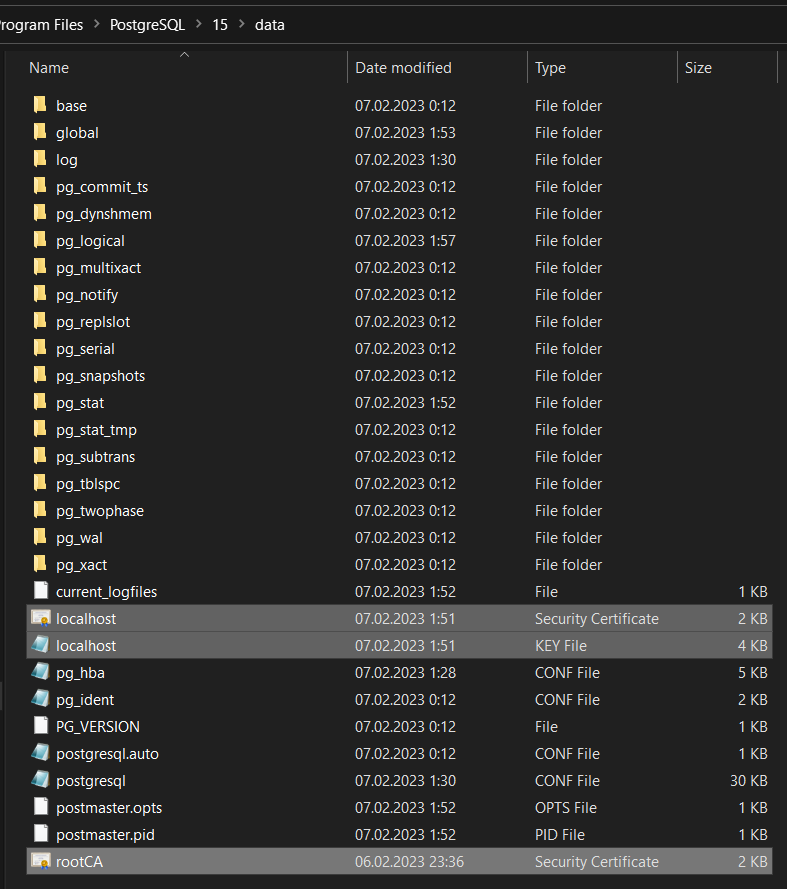 rogram Files > PostgreSQL > 15 > data
Name Date modified Type Size
base 07.02.2023 0:12 File folder
global 07.02.2023 1:53 File folder
log 07.02.2023 1:30 File folder
pg_commit_ts 07.02.2023 0:12 File folder
pg_dynshmem 07.02.2023 0:12 File folder
pg_logical 07.02.2023 1:57 File folder
pg_multixact 07.02.2023 0:12 File folder
pg_notify 07.02.2023 0:12 File folder
pg_replslot 07.02.2023 0:12 File folder
pg_serial 07.02.2023 0:12 File folder
pg_snapshots 07.02.2023 0:12 File folder
pg_stat 07.02.2023 1:52 File folder
pg_stat_tmp 07.02.2023 0:12 File folder
pg_subtrans 07.02.2023 0:12 File folder
pg_tblspc 07.02.2023 0:12 File folder
pg_twophase 07.02.2023 0:12 File folder
pg_wal 07.02.2023 0:12 File folder
pg_xact 07.02.2023 0:12 File folder
current_logfiles 07.02.2023 1:52 File 1 KB
localhost 07.02.2023 1:51 Security Certificate 2 KB
localhost 07.02.2023 1:51 KEY File 4 KB
pg_hba 07.02.2023 1:28 CONF File 5 KB
pg_ident 07.02.2023 0:12 CONF File 2 KB
PG_VERSION 07.02.2023 0:12 File 1 KB
postgresql.auto 07.02.2023 0:12 CONF File 1 KB
postgresql 07.02.2023 1:30 CONF File 30 KB
postmaster.opts 07.02.2023 1:52 OPTS File 1 KB
postmaster.pid 07.02.2023 1:52 PID File 1 KB
rootCA 06.02.2023 23:36 Security Certificate 2 KB